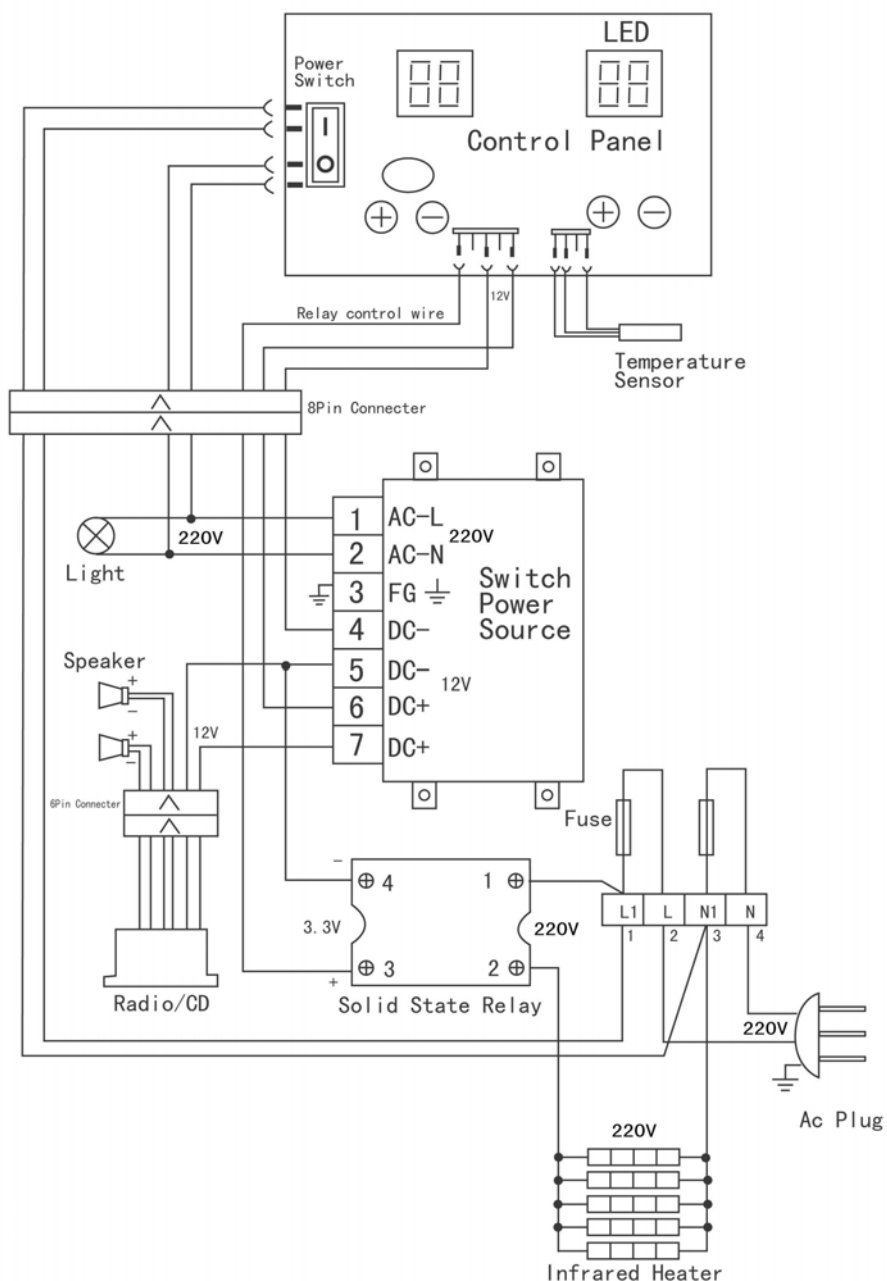 LED
Power
Switch
Control Panel
12V
Relay control wire
Temperature
Sensor
8Pin Connecter
1 AC-L
220V
220V
2 AC-N
Light
3 FG
Switch
Power
Source
4 DC-
Speaker
5 DC-
12V
6 DC+
+
-
12V
7 DC+
+
-
6Pin Connecter
Fuse
- 4 1
L1 L N1 N
3.3V
220V
1 2 3 4
+ 3 2
Radio/CD
Solid State Relay
220V
Ac Plug
220V
Infrared Heater